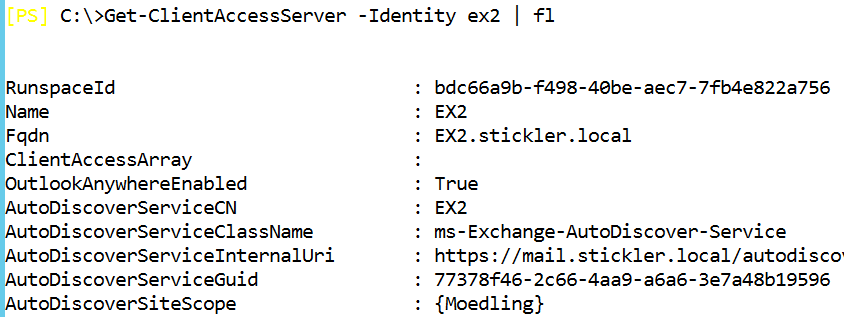 [PS] C:\>Get-ClientAccessServer -Identity ex2 | fl
RunspaceId : bdc66a9b-f498-40be-aec7-7fb4e822a756
Name : EX2
Fqdn : EX2.stickler.local
ClientAccessArray :
OutlookAnywhereEnabled : True
AutoDiscoverServiceCN : EX2
AutoDiscoverServiceClassName : ms-Exchange-AutoDiscover-Service
AutoDiscoverServiceInternalUri : https://mail.stickler.local/autodiscov
AutoDiscoverServiceGuid : 77378f46-2c66-4aa9-a6a6-3e7a48b19596
AutoDiscoverSiteScope : {Moedling}